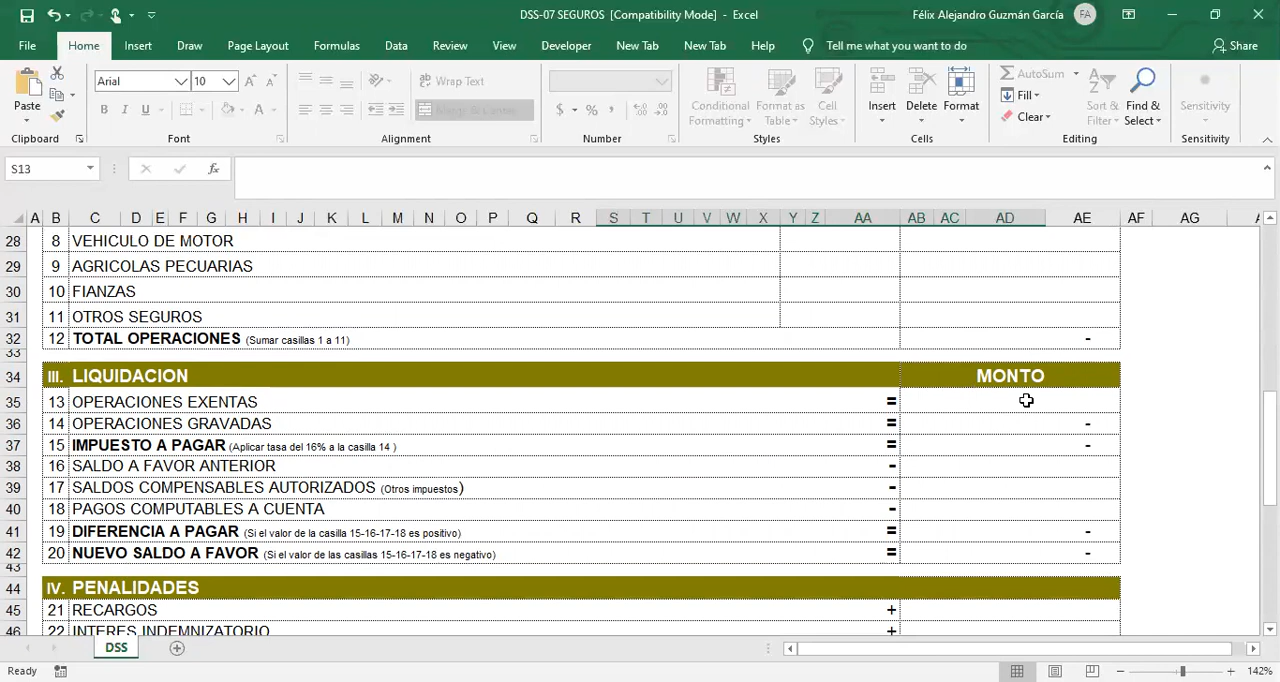 DSS-07 SEGUROS [Compatibility Mode] - Excel
Félix Alejandro Guzmán García FA
File Home Insert Draw Page Layout Formulas Data Review View Developer New Tab New Tab Help Tell me what you want to do Share
Paste
Arial 10
Wrap Text
Merge & Center
B I U A
$ % ,
Conditional Formatting
Format as Table
Cell Styles
Insert Delete Format
AutoSum
Fill
Clear
Sort & Filter
Find & Select
Sensitivity
Clipboard Font Alignment Number Styles Cells Editing Sensitivity
S13 fx
A B C D E F G H I J K L M N O P Q R S T U V W X Y Z AA AB AC AD AE AF AG
28 8 VEHICULO DE MOTOR
29 9 AGRICOLAS PECUARIAS
30 10 FIANZAS
31 11 OTROS SEGUROS
32 12 TOTAL OPERACIONES (Sumar casillas 1 a 11) -
33
34 III. LIQUIDACION MONTO
35 13 OPERACIONES EXENTAS =
36 14 OPERACIONES GRAVADAS = -
37 15 IMPUESTO A PAGAR (Aplicar tasa del 16% a la casilla 14 ) = -
38 16 SALDO A FAVOR ANTERIOR -
39 17 SALDOS COMPENSABLES AUTORIZADOS (Otros impuestos) -
40 18 PAGOS COMPUTABLES A CUENTA -
41 19 DIFERENCIA A PAGAR (Si el valor de la casilla 15-16-17-18 es positivo) = -
42 20 NUEVO SALDO A FAVOR (Si el valor de las casillas 15-16-17-18 es negativo) = -
43
44 IV. PENALIDADES
45 21 RECARGOS +
46 22 INTERES INDEMNIZATORIO +
DSS
Ready 142%